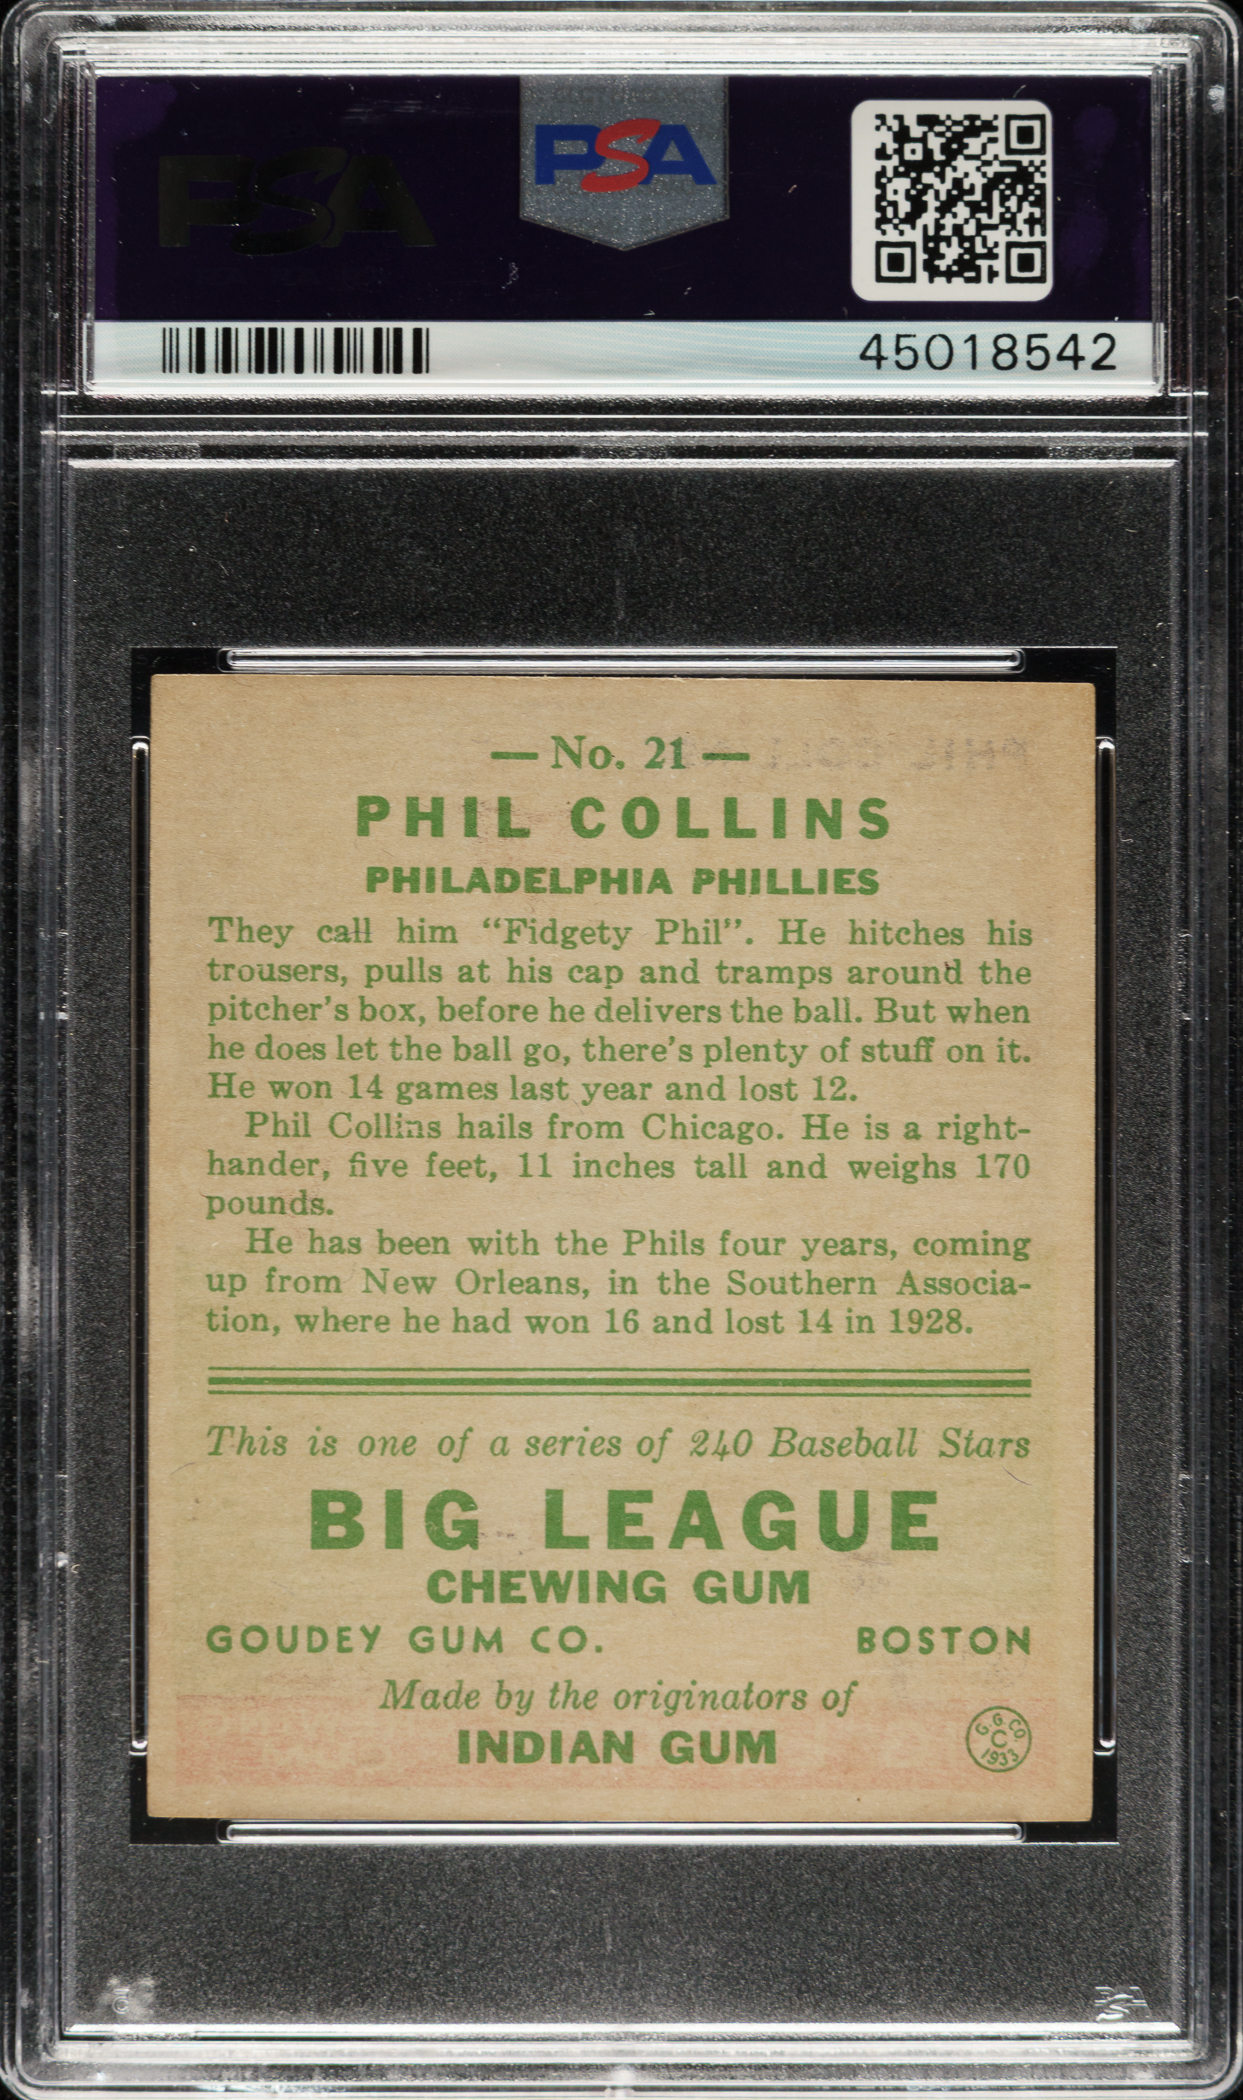 PSA
PSA
45018542
— No. 21 —
PHIL COLLINS
PHILADELPHIA PHILLIES
They call him "Fidgety Phil". He hitches his
trousers, pulls at his cap and tramps around the
pitcher's box, before he delivers the ball. But when
he does let the ball go, there's plenty of stuff on it.
He won 14 games last year and lost 12.
Phil Collins hails from Chicago. He is a right-
hander, five feet, 11 inches tall and weighs 170
pounds.
He has been with the Phils four years, coming
up from New Orleans, in the Southern Associa-
tion, where he had won 16 and lost 14 in 1928.
This is one of a series of 240 Baseball Stars
BIG LEAGUE
CHEWING GUM
GOUDEY GUM CO. BOSTON
Made by the originators of
INDIAN GUM
G.G.CO.
C
1933